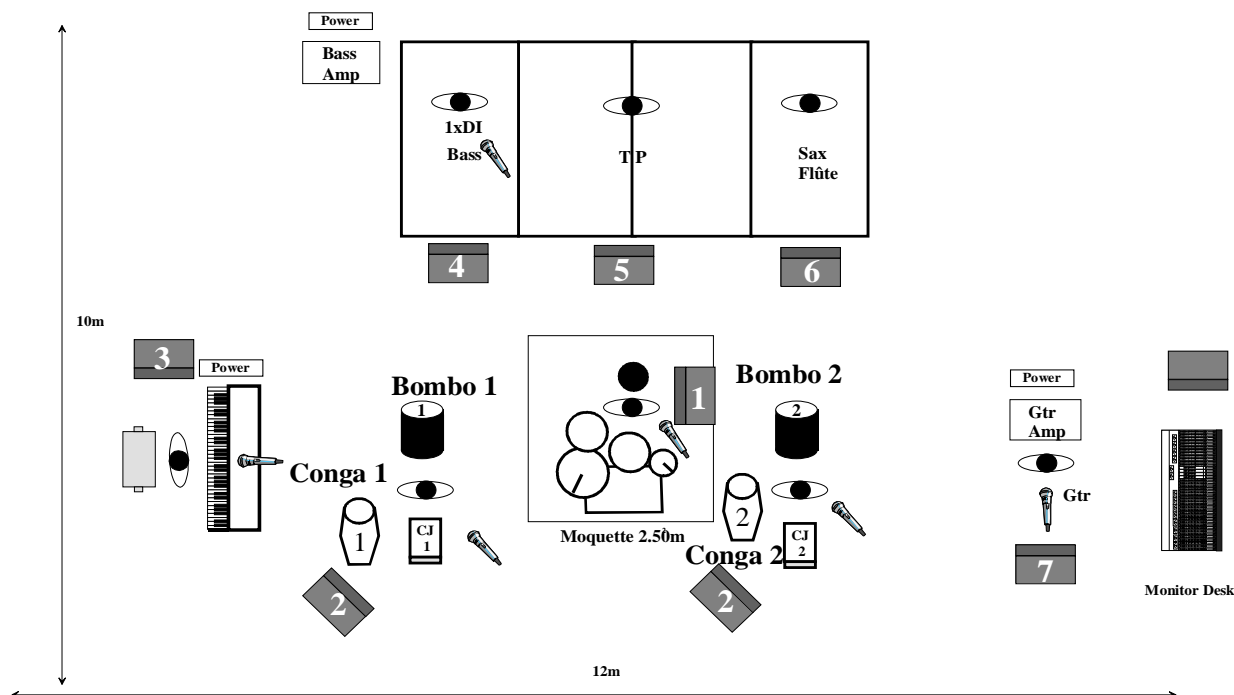 Power
Bass
Amp
1xDI
Bass
T P
Sax
Flûte
4
5
6
10m
3
Power
Bombo 1
1
1
Bombo 2
2
Power
Gtr
Amp
Conga 1
Gtr
1
CJ
1
Moquette 2.50m
2
CJ
2
Conga 2
7
2
2
Monitor Desk
12m